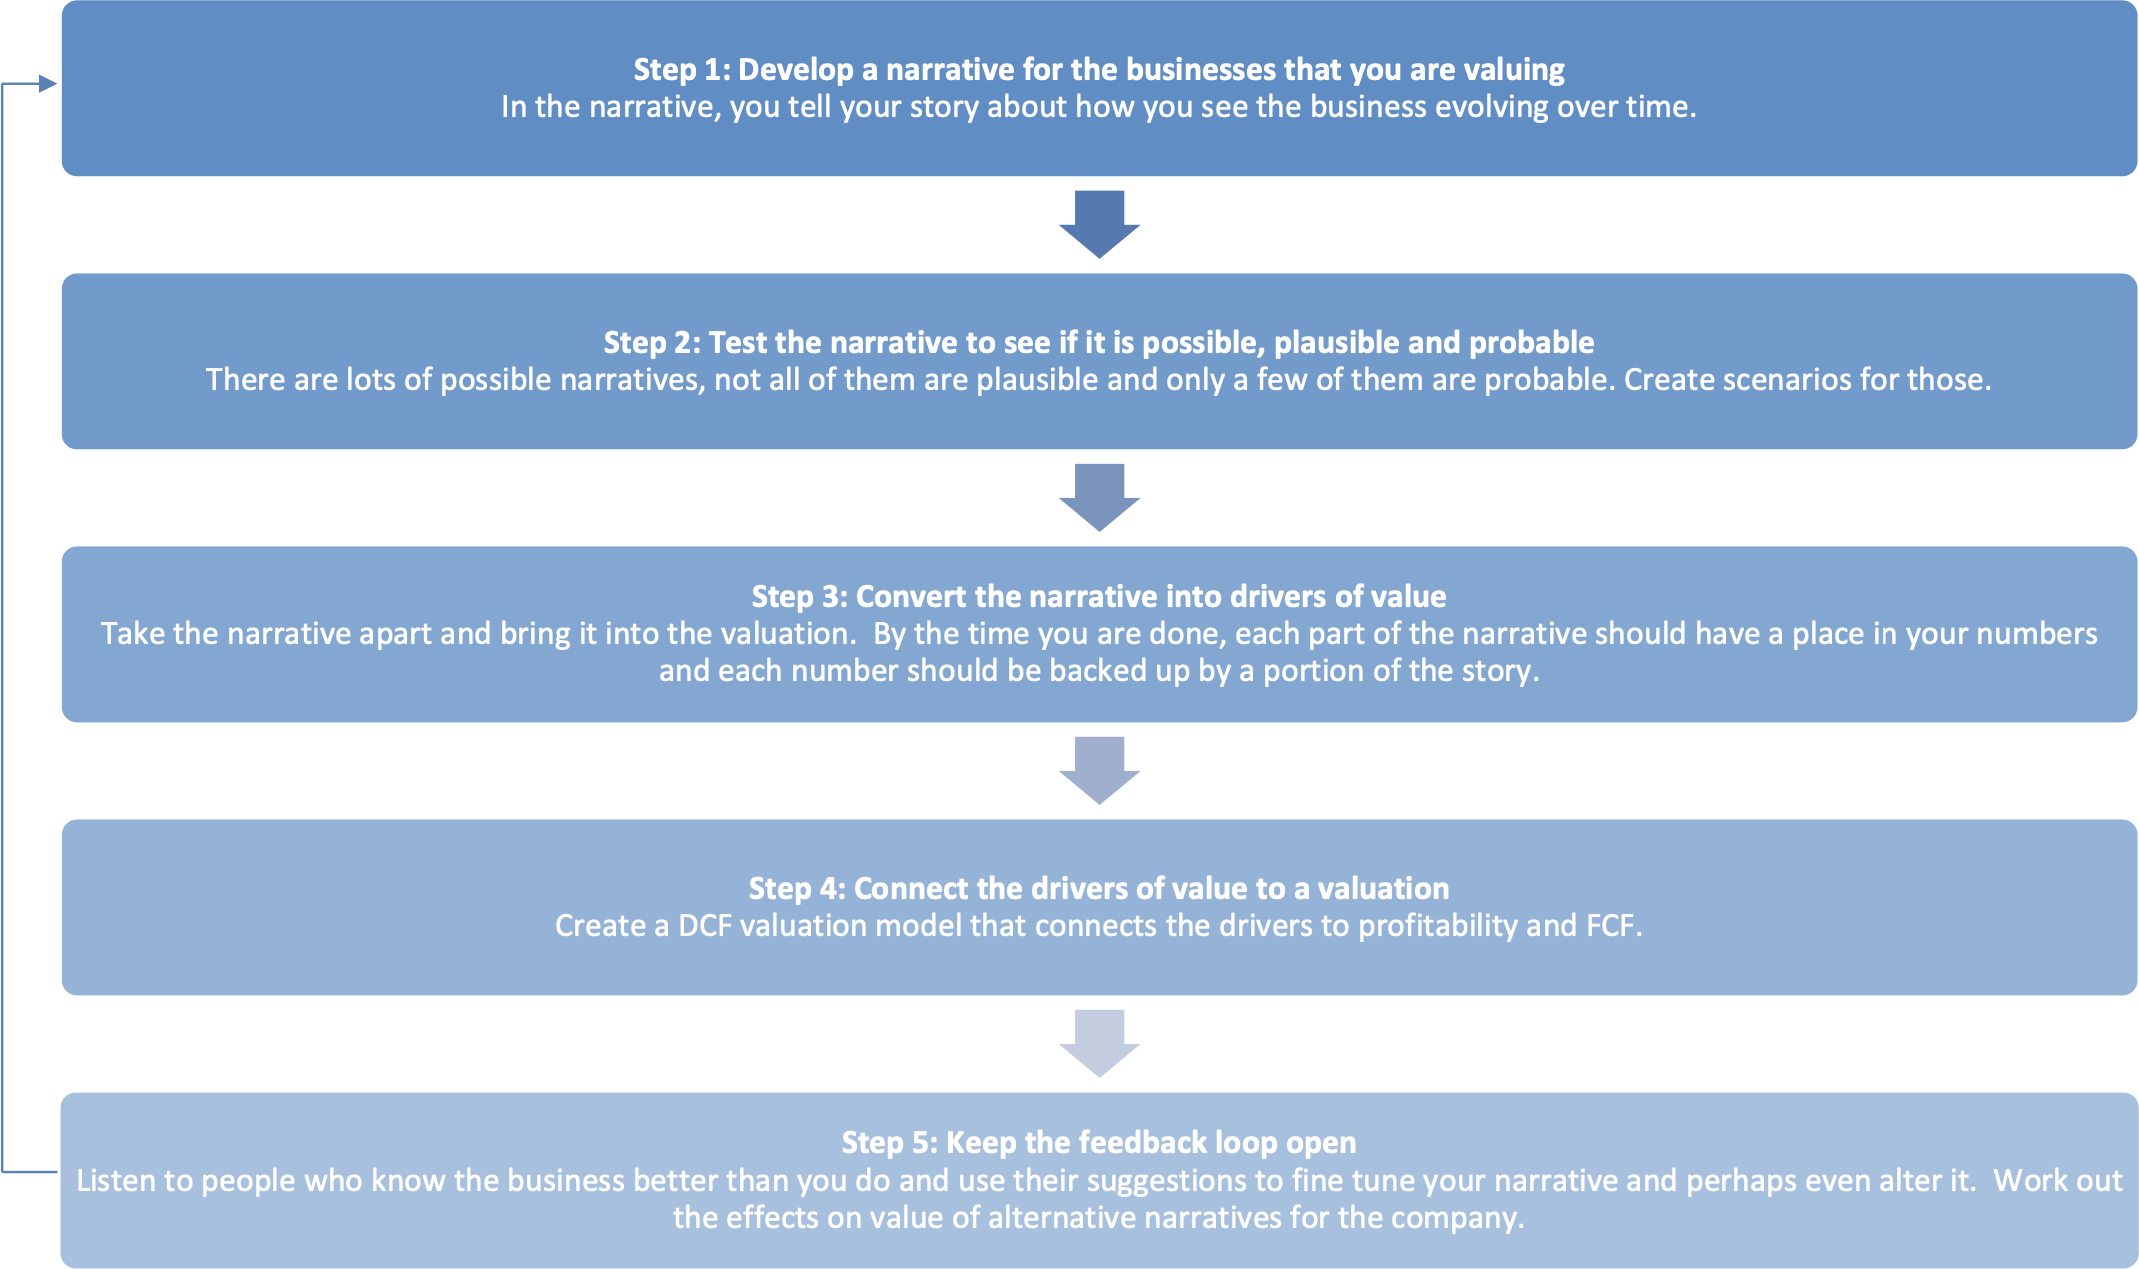 Step 1: Develop a narrative for the businesses that you are valuing
In the narrative, you tell your story about how you see the business evolving over time.
Step 2: Test the narrative to see if it is possible, plausible and probable
There are lots of possible narratives, not all of them are plausible and only a few of them are probable. Create scenarios for those.
Step 3: Convert the narrative into drivers of value
Take the narrative apart and bring it into the valuation.  By the time you are done, each part of the narrative should have a place in your numbers
and each number should be backed up by a portion of the story.
Step 4: Connect the drivers of value to a valuation
Create a DCF valuation model that connects the drivers to profitability and FCF.
Step 5: Keep the feedback loop open
Listen to people who know the business better than you do and use their suggestions to fine tune your narrative and perhaps even alter it.  Work out
the effects on value of alternative narratives for the company.